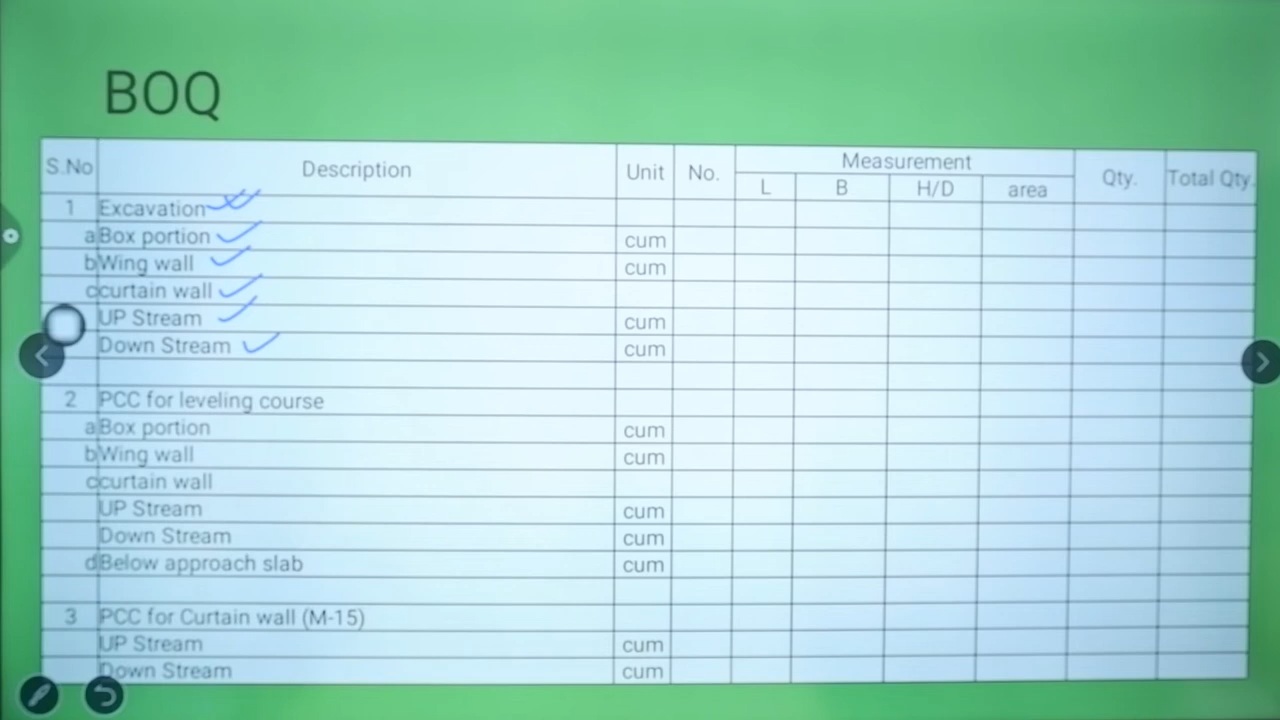 BOQ
S.No Description Unit No. Measurement Qty. Total Qty.
L B H/D area
1 Excavation
a Box portion cum
b Wing wall cum
c curtain wall
UP Stream cum
Down Stream cum
2 PCC for leveling course
a Box portion cum
b Wing wall cum
c curtain wall
UP Stream cum
Down Stream cum
d Below approach slab cum
3 PCC for Curtain wall (M-15)
UP Stream cum
Down Stream cum